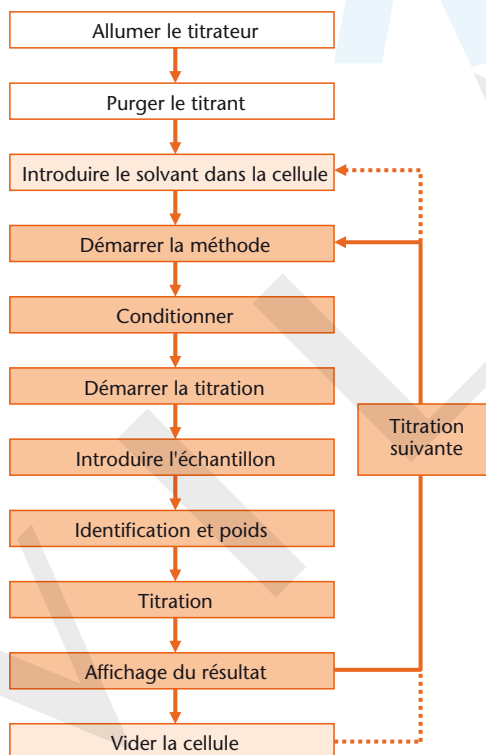 Allumer le titrateur
Purger le titrant
Introduire le solvant dans la cellule
Démarrer la méthode
Conditionner
Démarrer la titration
Introduire l'échantillon
Identification et poids
Titration
Affichage du résultat
Vider la cellule
Titration
suivante